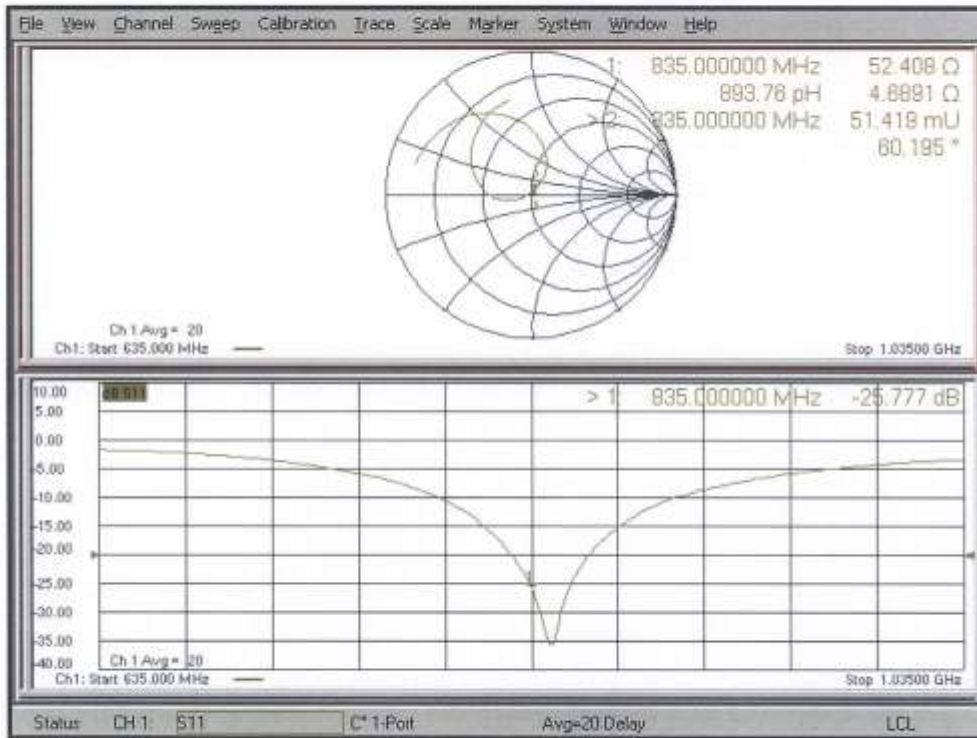 File View Channel Sweep Calibration Trace Scale Marker System Window Help
1: 835.000000 MHz 52.408 Ω
893.76 pH 4.6891 Ω
> 2: 835.000000 MHz 51.419 mU
60.195 °
Ch 1 Avg = 20
Ch1: Start 635.000 MHz
Stop 1.03500 GHz
10.00
dB S11
> 1: 835.000000 MHz -25.777 dB
5.00
0.00
-5.00
-10.00
-15.00
-20.00
-25.00
-30.00
-35.00
-40.00
Ch 1 Avg = 20
Ch1: Start 635.000 MHz
Stop 1.03500 GHz
Status CH 1: S11 C* 1-Port Avg=20 Delay LCL